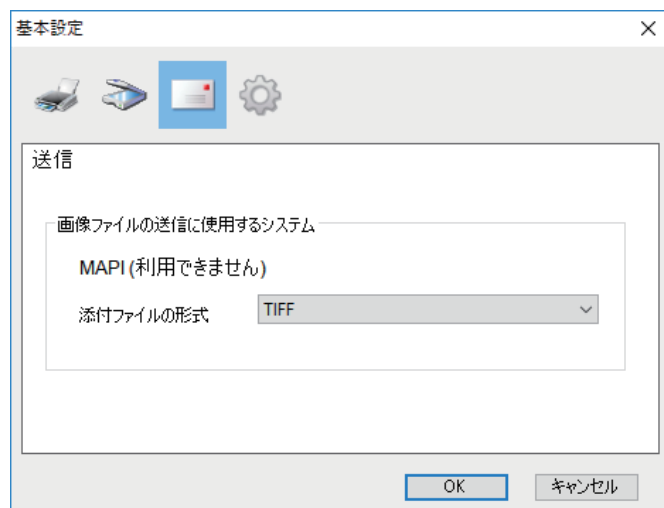 基本設定
送信
画像ファイルの送信に使用するシステム
MAPI (利用できません)
添付ファイルの形式 TIFF
OK キャンセル